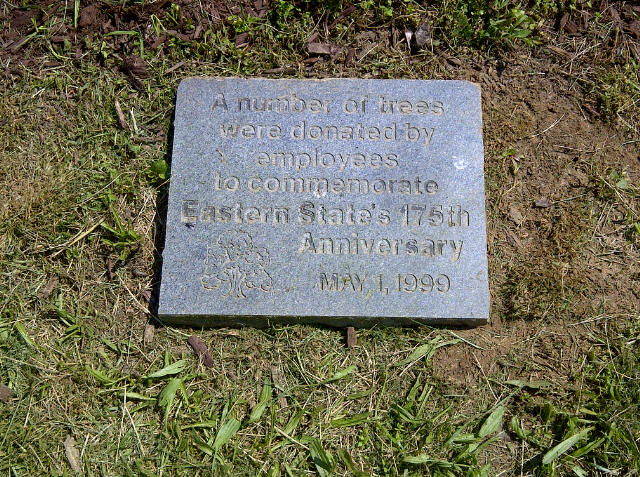 A number of trees
were donated by
employees
to commemorate
Eastern State's 175th
Anniversary
MAY 1, 1999